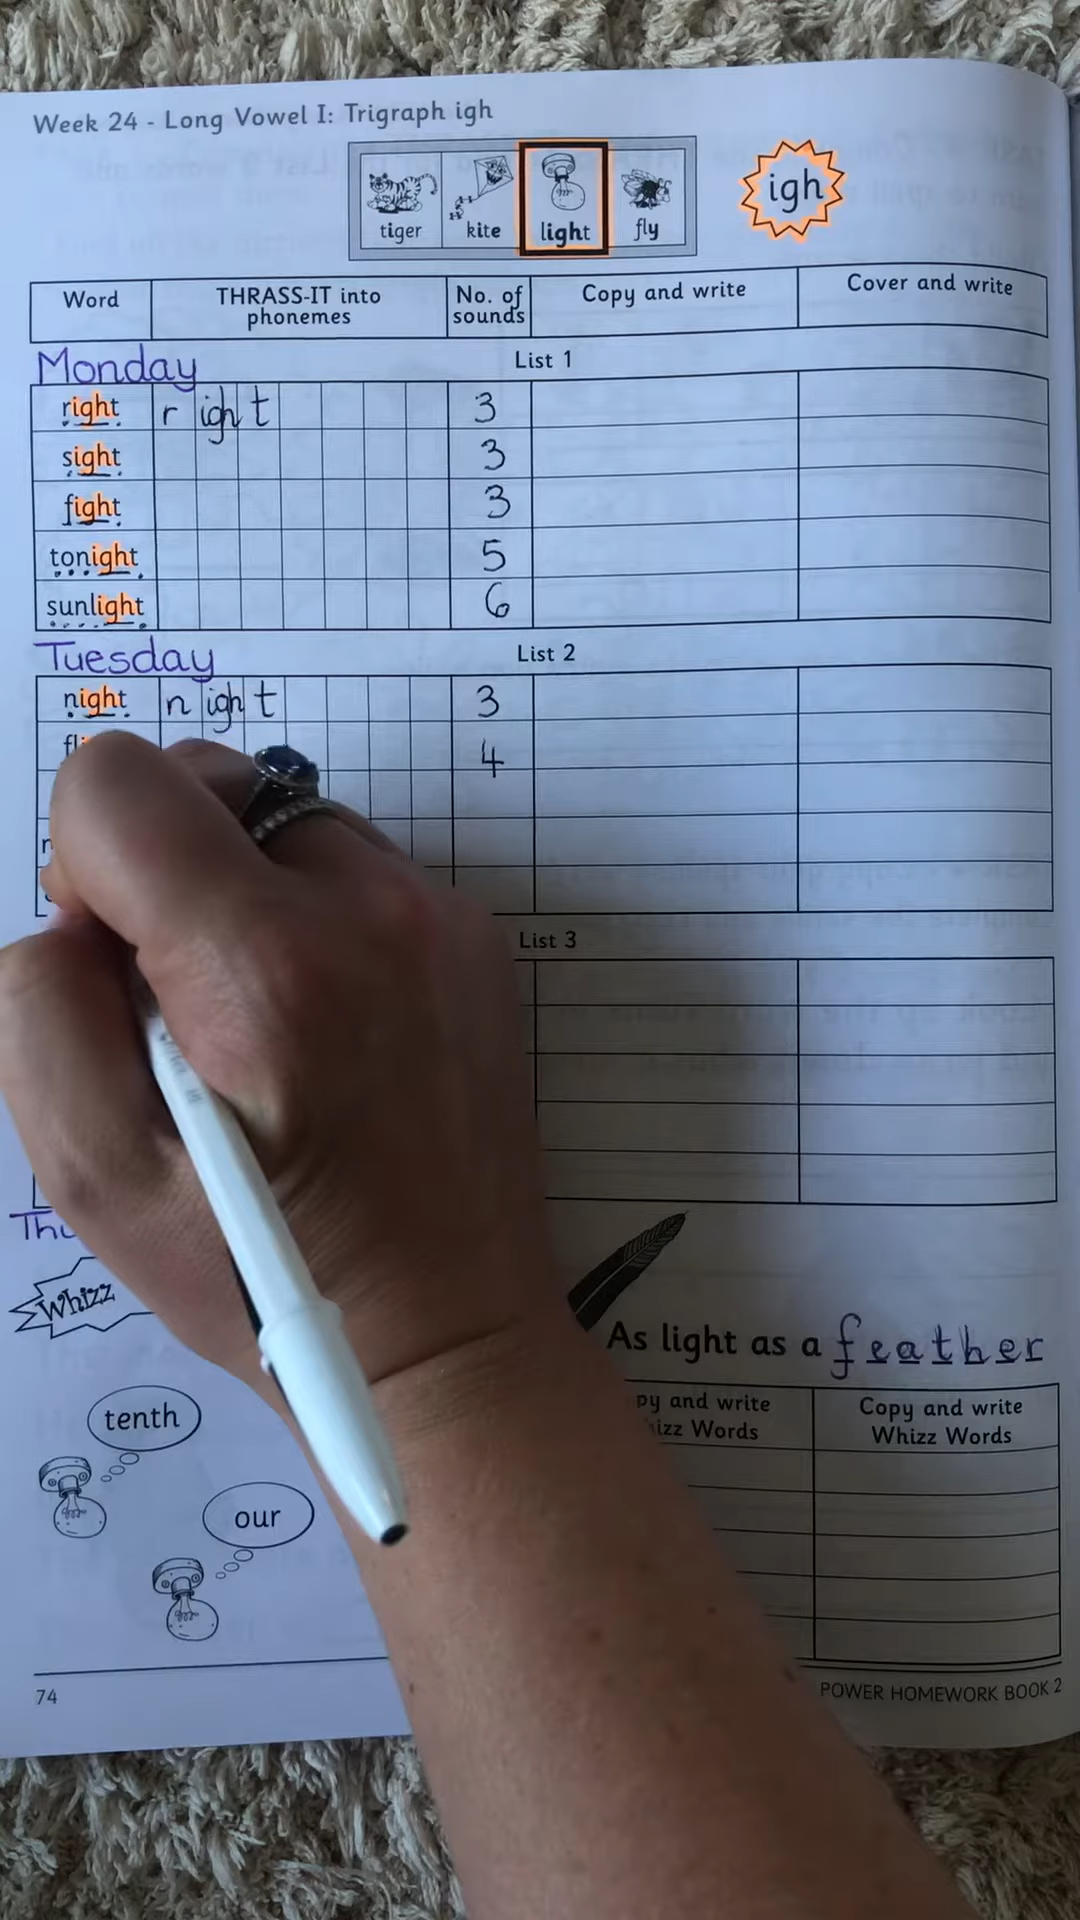 Week 24 - Long Vowel I: Trigraph igh
tiger kite light fly
igh
Word THRASS-IT into phonemes No. of sounds Copy and write Cover and write
Monday List 1
right r igh t 3
sight 3
fight 3
tonight 5
sunlight 6
Tuesday List 2
night n igh t 3
4
List 3
Whizz
As light as a feather
Copy and write
Whizz Words
tenth
our
74 POWER HOMEWORK BOOK 2